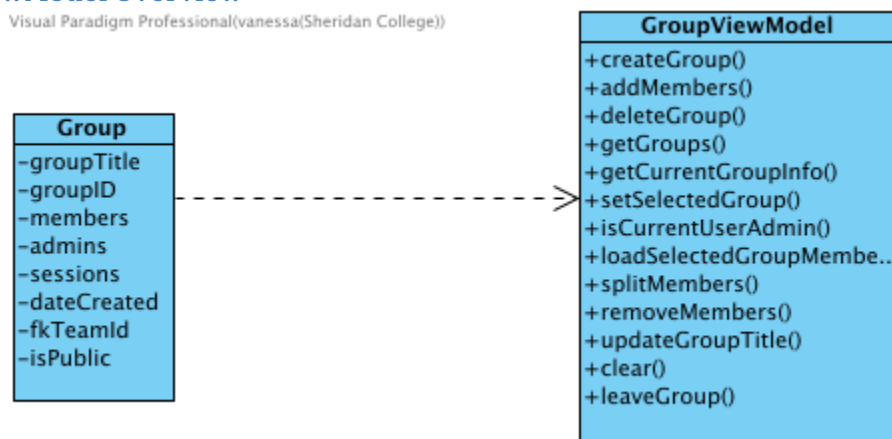 Visual Paradigm Professional(vanessa(Sheridan College))
Group
-groupTitle
-groupID
-members
-admins
-sessions
-dateCreated
-fkTeamId
-isPublic
GroupViewModel
+createGroup()
+addMembers()
+deleteGroup()
+getGroups()
+getCurrentGroupInfo()
+setSelectedGroup()
+isCurrentUserAdmin()
+loadSelectedGroupMembe..
+splitMembers()
+removeMembers()
+updateGroupTitle()
+clear()
+leaveGroup()